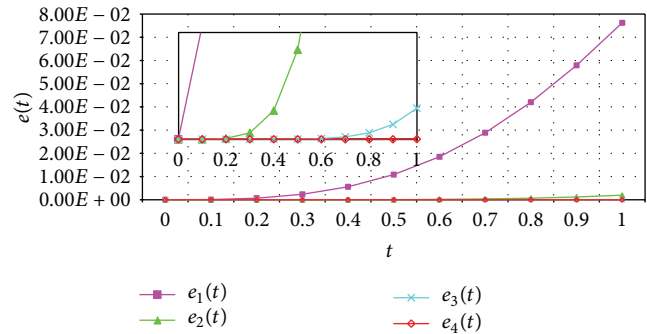 8.00E − 02
7.00E − 02
6.00E − 02
5.00E − 02
4.00E − 02
3.00E − 02
2.00E − 02
1.00E − 02
0.00E + 00
e(t)
0 0.2 0.4 0.6 0.8 1
0 0.1 0.2 0.3 0.4 0.5 0.6 0.7 0.8 0.9 1
t
e₁(t) e₃(t)
e₂(t) e₄(t)